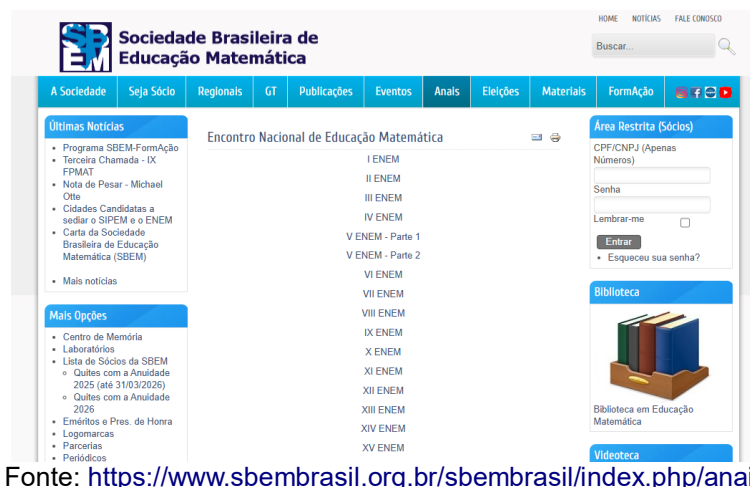 HOME NOTÍCIAS FALE CONOSCO
SBEM
Sociedade Brasileira de
Educação Matemática
Buscar...
A Sociedade Seja Sócio Regionais GT Publicações Eventos Anais Eleições Materiais FormAção
Últimas Notícias
Programa SBEM-FormAção
Terceira Chamada - IX
FPMAT
Nota de Pesar - Michael
Otte
Cidades Candidatas a
sediar o SIPEM e o ENEM
Carta da Sociedade
Brasileira de Educação
Matemática (SBEM)
Mais notícias
Mais Opções
Centro de Memória
Laboratórios
Lista de Sócios da SBEM
Quites com a Anuidade
2025 (até 31/03/2026)
Quites com a Anuidade
2026
Eméritos e Pres. de Honra
Logomarcas
Parcerias
Periódicos
Encontro Nacional de Educação Matemática
I ENEM
II ENEM
III ENEM
IV ENEM
V ENEM - Parte 1
V ENEM - Parte 2
VI ENEM
VII ENEM
VIII ENEM
IX ENEM
X ENEM
XI ENEM
XII ENEM
XIII ENEM
XIV ENEM
XV ENEM
Área Restrita (Sócios)
CPF/CNPJ (Apenas
Números)
Senha
Lembrar-me
Entrar
Esqueceu sua senha?
Biblioteca
Biblioteca em Educação
Matemática
Videoteca
Fonte: https://www.sbembrasil.org.br/sbembrasil/index.php/anai